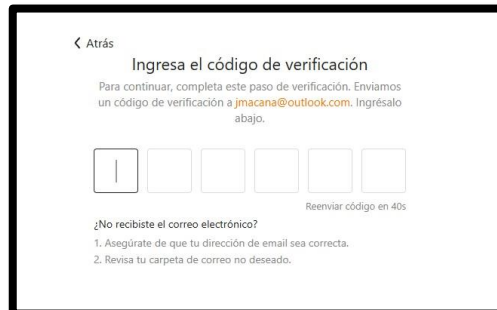 Atrás
Ingresa el código de verificación
Para continuar, completa este paso de verificación. Enviamos
un código de verificación a jmacana@outlook.com. Ingrésalo
abajo.
Reenviar código en 40s
¿No recibiste el correo electrónico?
1. Asegúrate de que tu dirección de email sea correcta.
2. Revisa tu carpeta de correo no deseado.